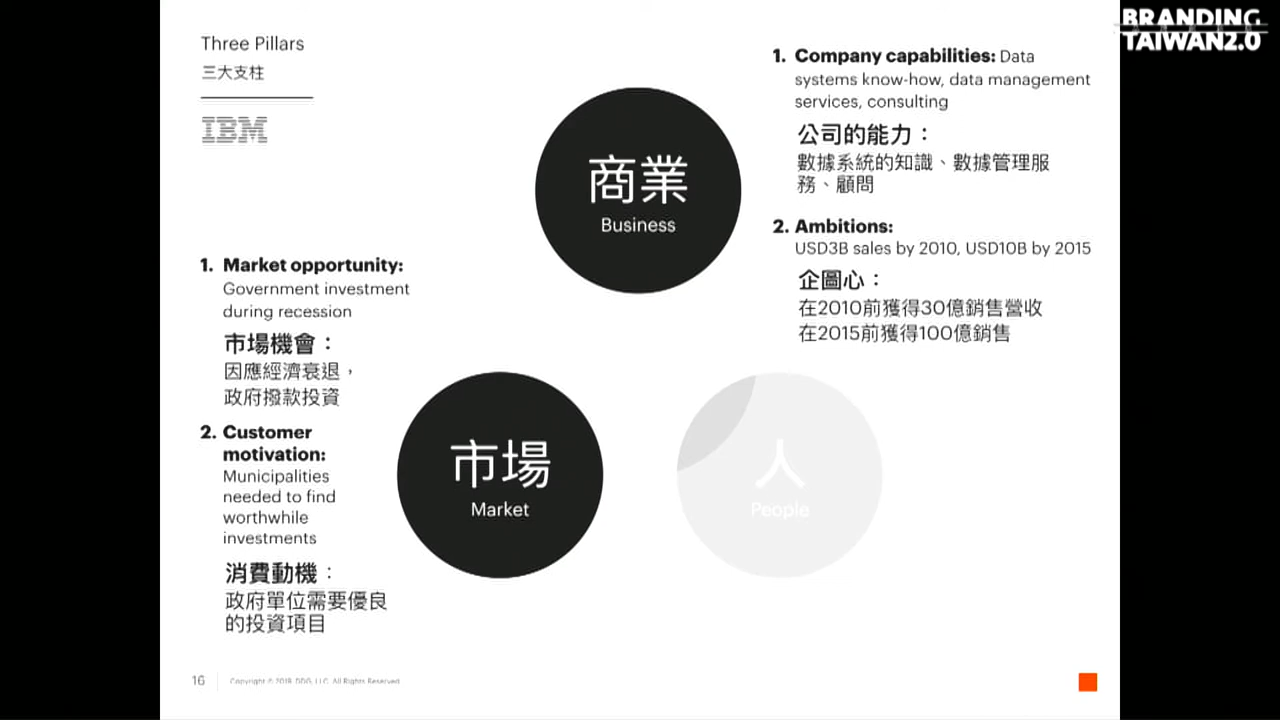 BRANDING
TAIWAN2.0
Three Pillars
三大支柱
IBM
商業
Business
1. Company capabilities: Data
systems know-how, data management
services, consulting
公司的能力：
數據系統的知識、數據管理服
務、顧問
2. Ambitions:
USD3B sales by 2010, USD10B by 2015
企圖心：
在2010前獲得30億銷售營收
在2015前獲得100億銷售
1. Market opportunity:
Government investment
during recession
市場機會：
因應經濟衰退，
政府撥款投資
2. Customer
motivation:
Municipalities
needed to find
worthwhile
investments
消費動機：
政府單位需要優良
的投資項目
市場
Market
人
People
16
Copyright © 2019, DDG, LLC. All Rights Reserved.